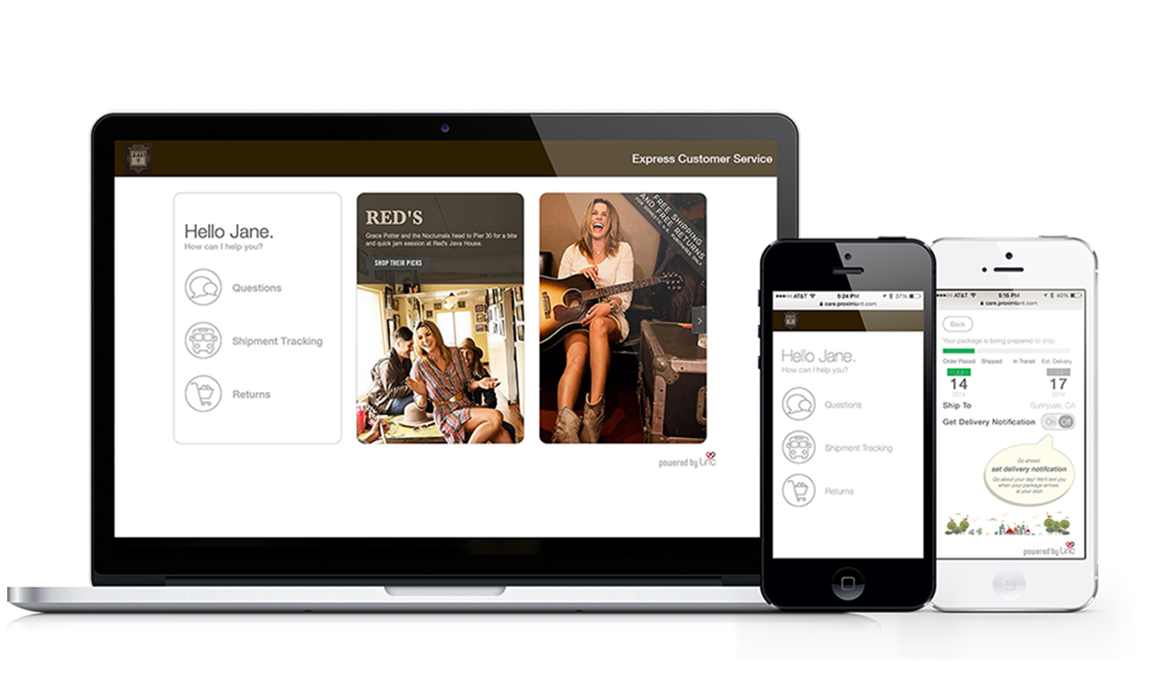 Express Customer Service
Hello Jane.
How can I help you?
Questions
Shipment Tracking
Returns
RED'S
Grace Potter and the Nocturnals head to Pier 30 for a bite
and quick jam session at Red's Java House.
SHOP THEIR PICKS
FREE SHIPPING
AND FREE RETURNS
FOR DOMESTIC U.S. PURCHASES ONLY
powered by Linc
AT&T 5:24 PM 37%
care.proximiant.com
Hello Jane.
How can I help you?
Questions
Shipment Tracking
Returns
AT&T 5:15 PM 40%
care.proximiant.com
Back
Your package is being prepared to ship.
Order Placed Shipped In Transit Est. Delivery
14 17
2014 2014
Ship To Sunnyvale, CA
Get Delivery Notification On Off
Go ahead,
set delivery notifcation
Go about your day! We'll text you
when your package arrives
at your door.
powered by Linc